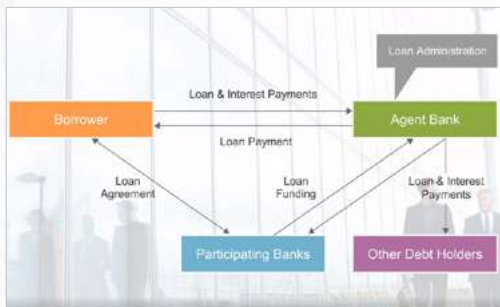 Loan Administration
Loan & Interest Payments
Borrower
Agent Bank
Loan Payment
Loan
Agreement
Loan
Funding
Loan & Interest
Payments
Participating Banks
Other Debt Holders